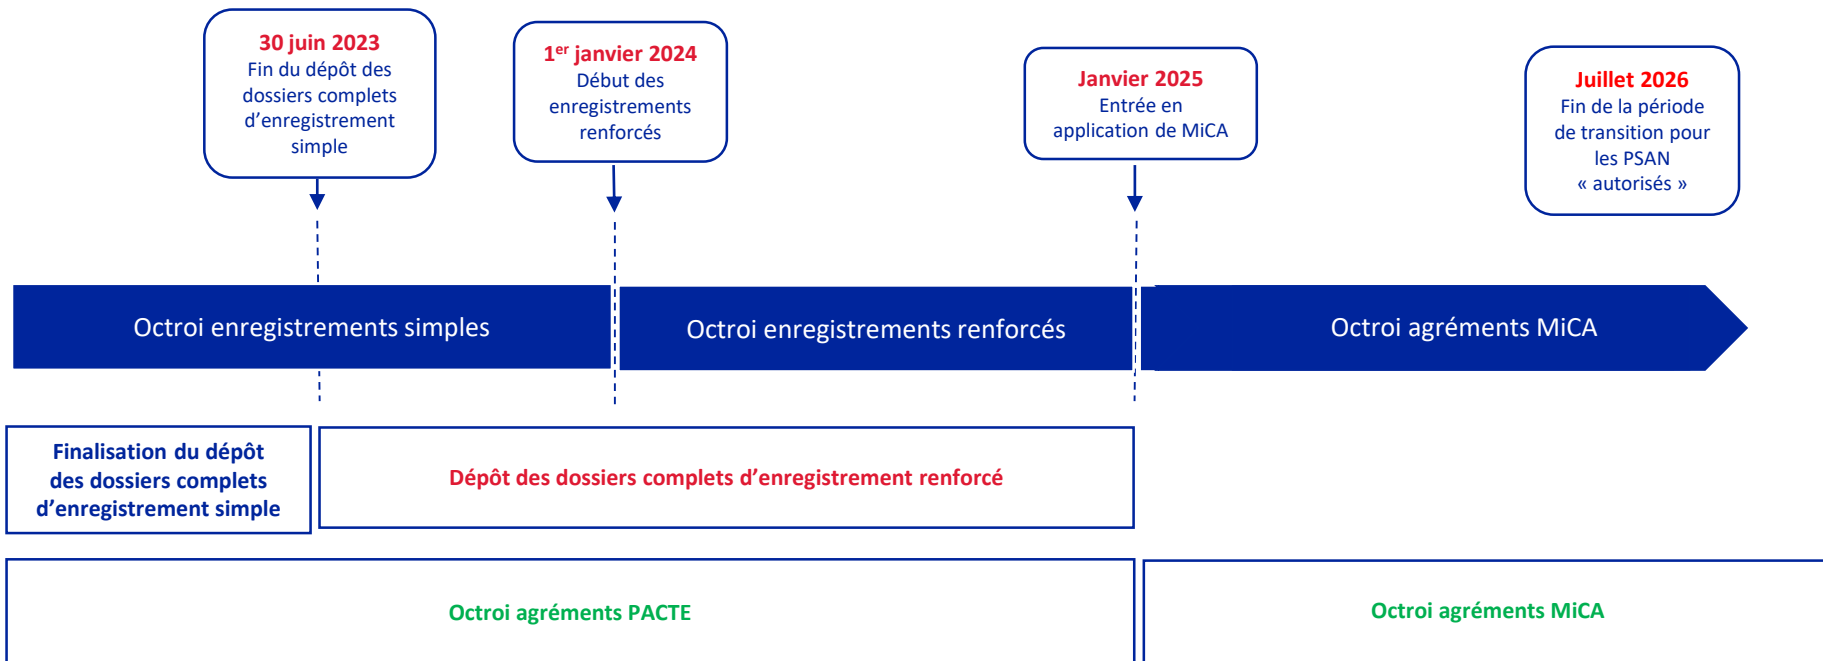 30 juin 2023
Fin du dépôt des
dossiers complets
d’enregistrement
simple
1er janvier 2024
Début des
enregistrements
renforcés
Janvier 2025
Entrée en
application de MiCA
Juillet 2026
Fin de la période
de transition pour
les PSAN
« autorisés »
Octroi enregistrements simples
Octroi enregistrements renforcés
Octroi agréments MiCA
Finalisation du dépôt
des dossiers complets
d’enregistrement simple
Dépôt des dossiers complets d’enregistrement renforcé
Octroi agréments PACTE
Octroi agréments MiCA